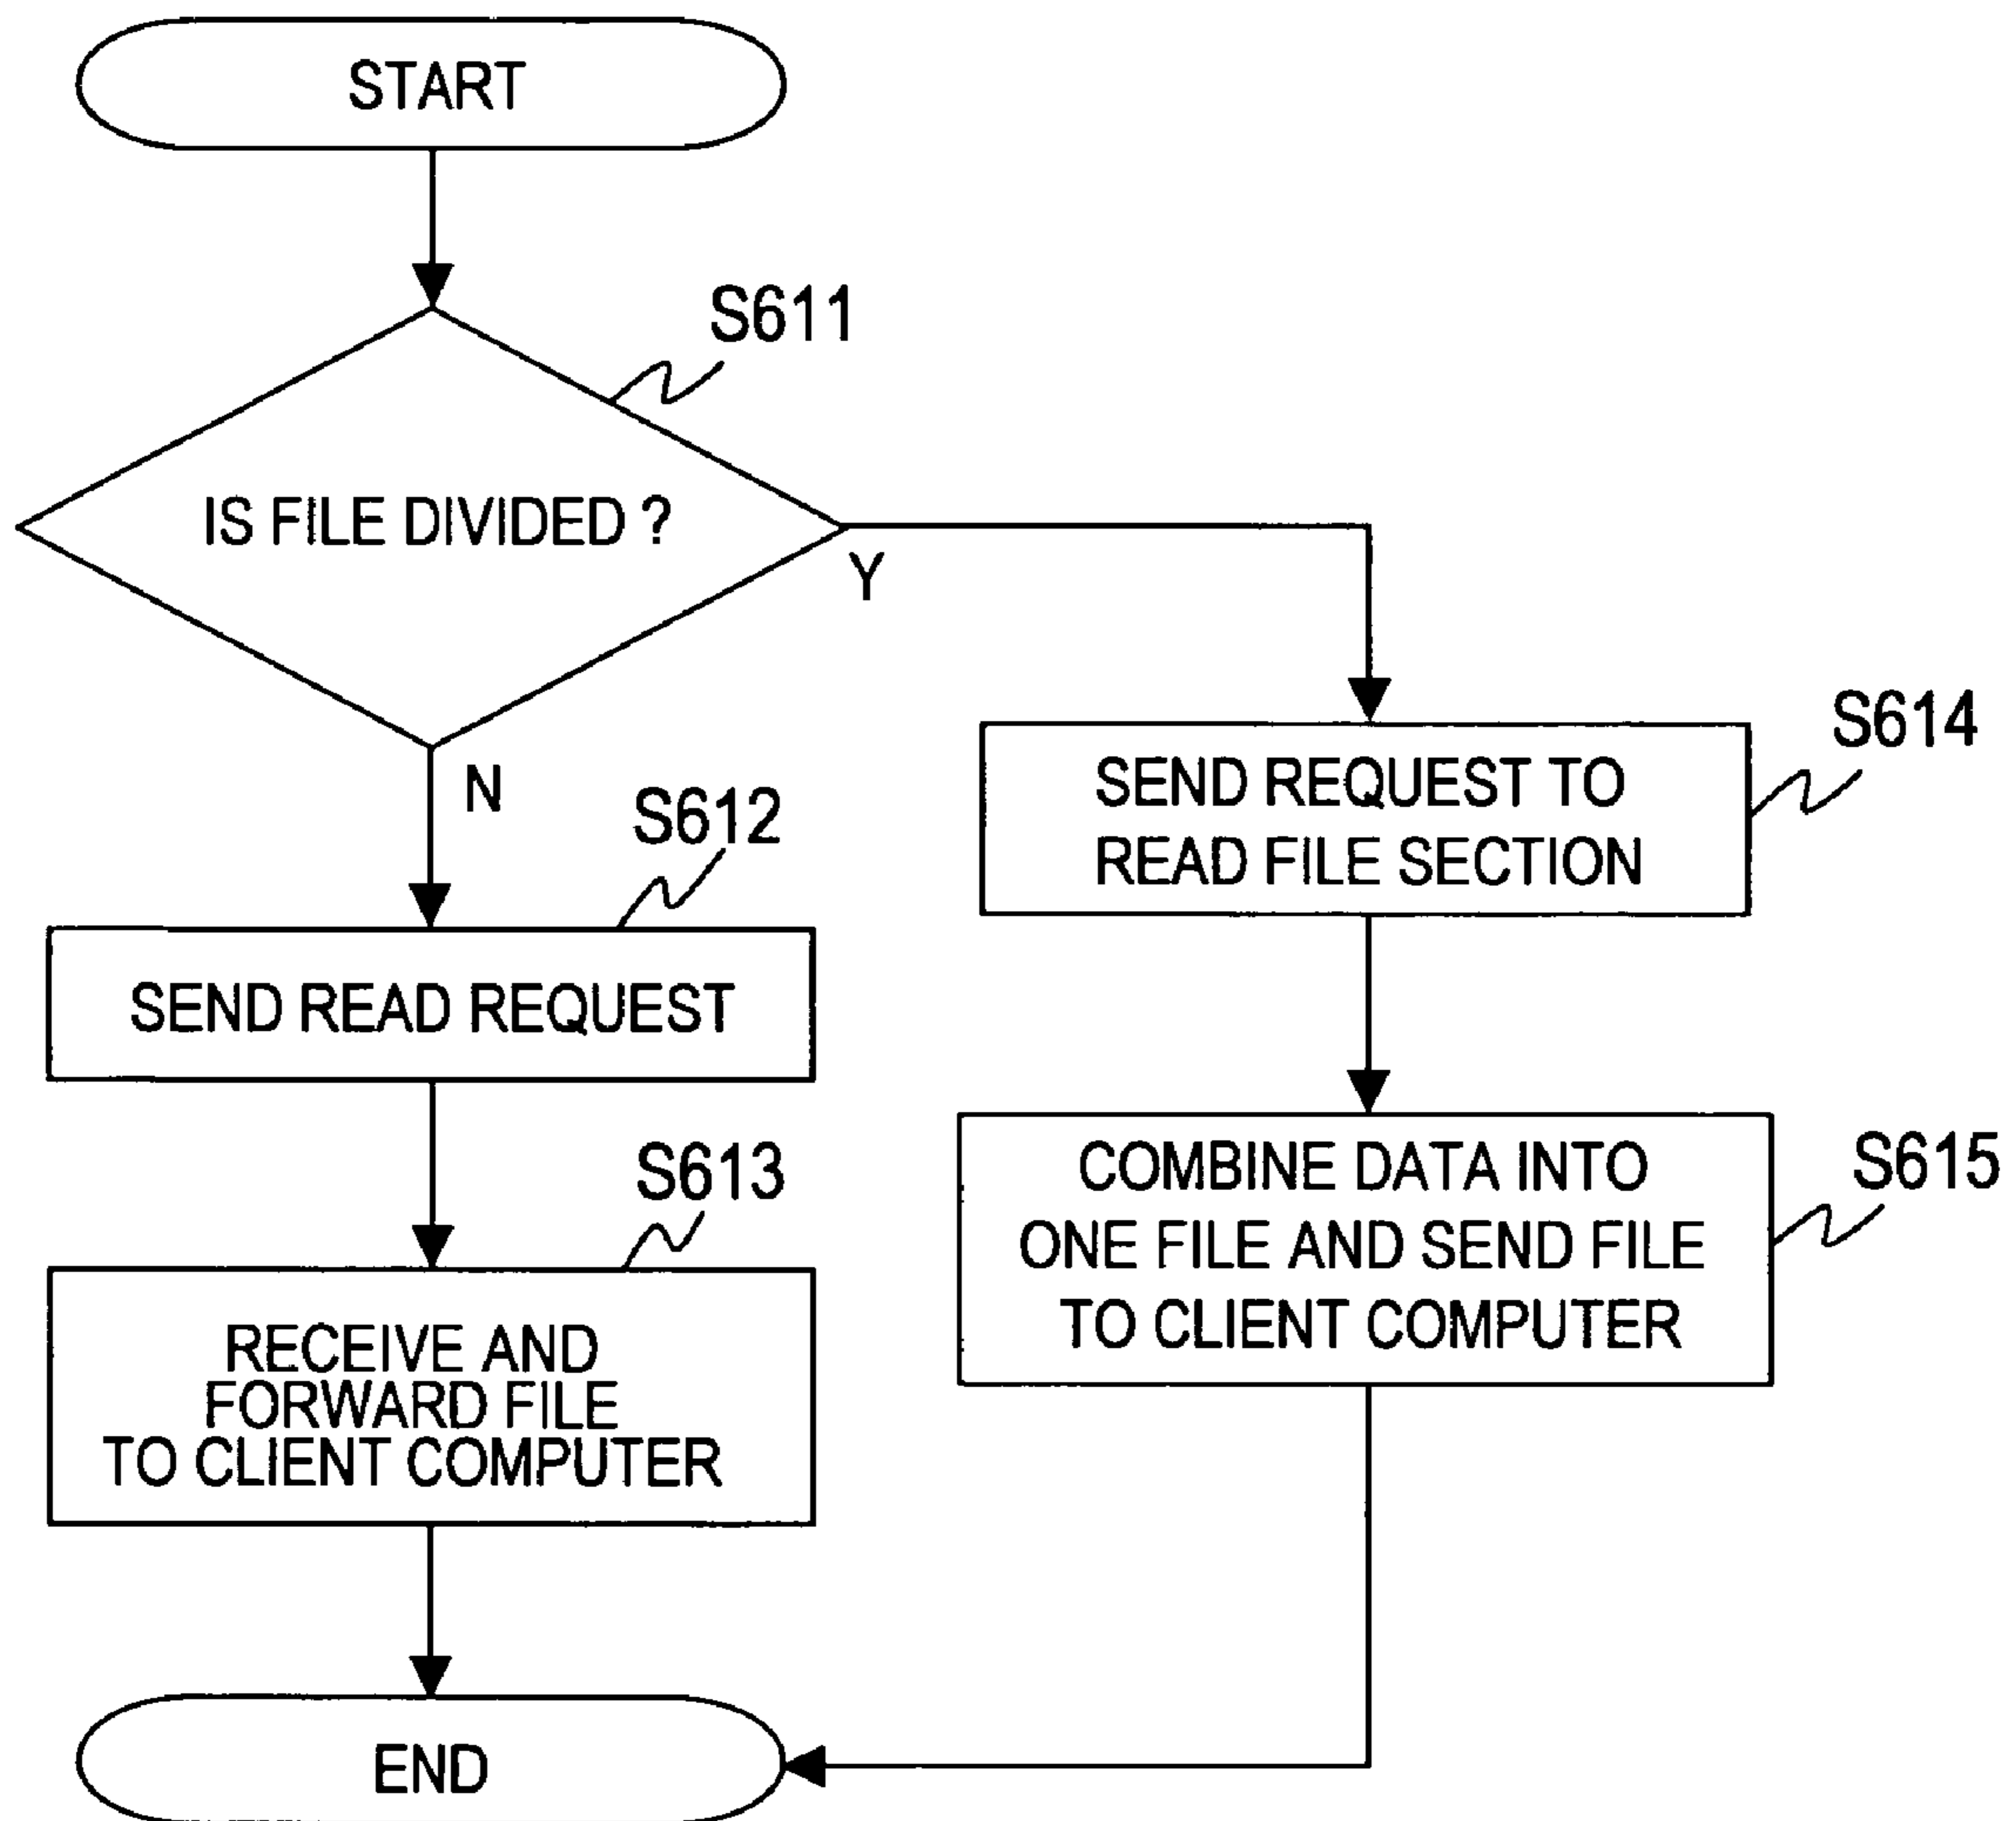 START
S611
IS FILE DIVIDED ?
Y
N
S612
SEND READ REQUEST
S613
RECEIVE AND
FORWARD FILE
TO CLIENT COMPUTER
S614
SEND REQUEST TO
READ FILE SECTION
S615
COMBINE DATA INTO
ONE FILE AND SEND FILE
TO CLIENT COMPUTER
END